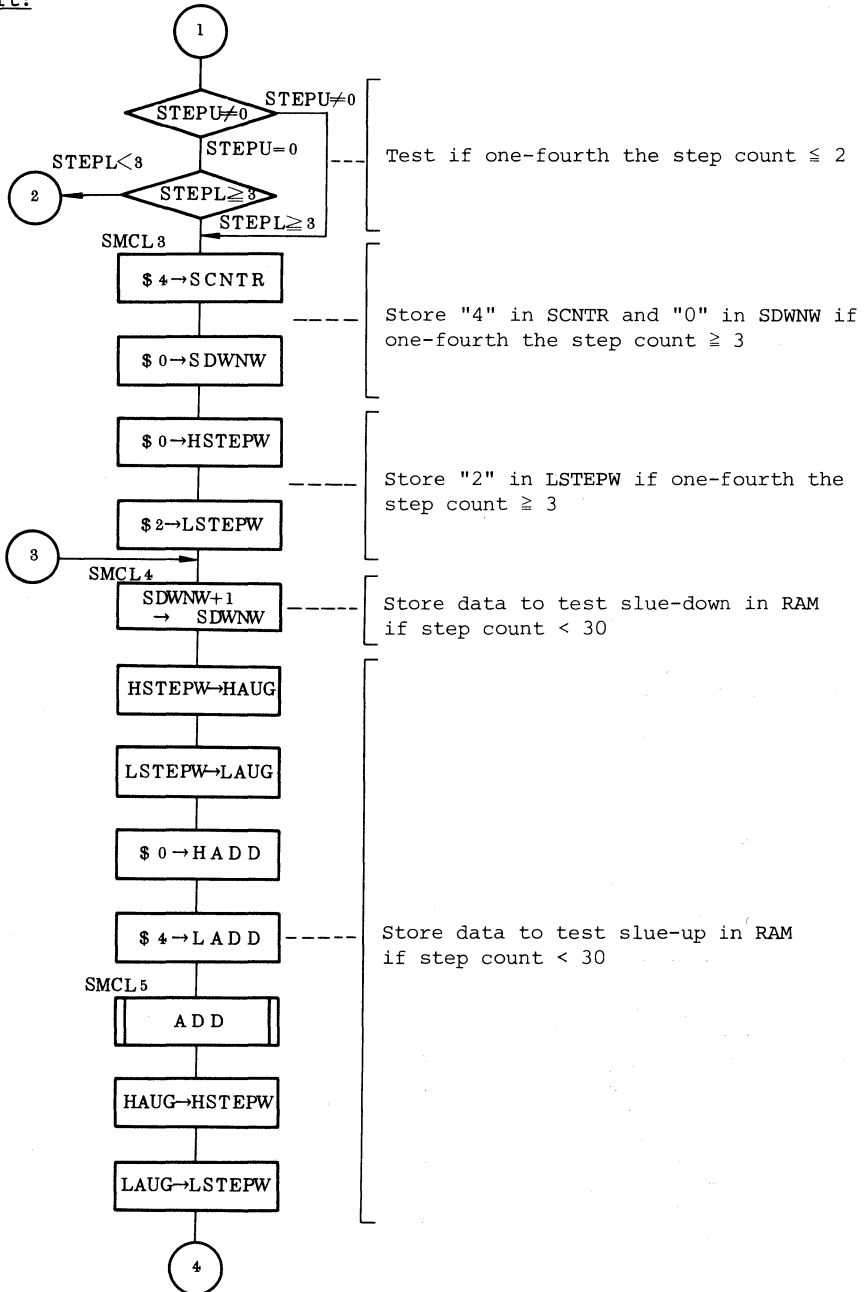 1
STEPU≠0
STEPU≠0
STEPU=0
Test if one-fourth the step count ≦ 2
STEPL<3
2
STEPL≧3
STEPL≧3
SMCL3
$4→SCNTR
Store "4" in SCNTR and "0" in SDWNW if
one-fourth the step count ≧ 3
$0→SDWNW
$0→HSTEPW
Store "2" in LSTEPW if one-fourth the
step count ≧ 3
$2→LSTEPW
3
SMCL4
SDWNW+1
→ SDWNW
Store data to test slue-down in RAM
if step count < 30
HSTEPW→HAUG
LSTEPW→LAUG
$0→HADD
$4→LADD
Store data to test slue-up in RAM
if step count < 30
SMCL5
ADD
HAUG→HSTEPW
LAUG→LSTEPW
4